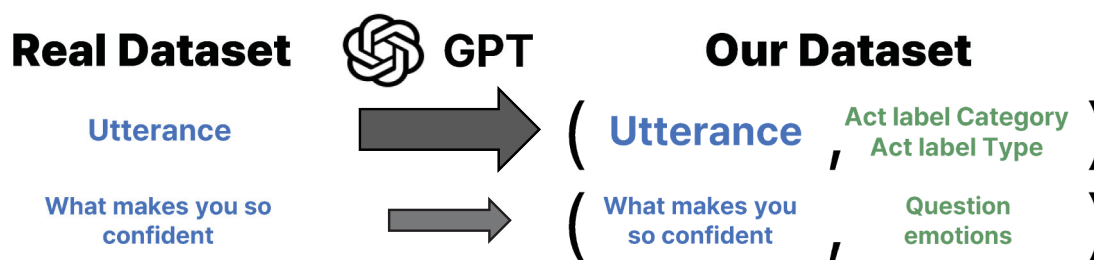 Real Dataset
GPT
Our Dataset
Utterance
( Utterance , Act label Category
Act label Type )
What makes you so
confident
( What makes you
so confident , Question
emotions )